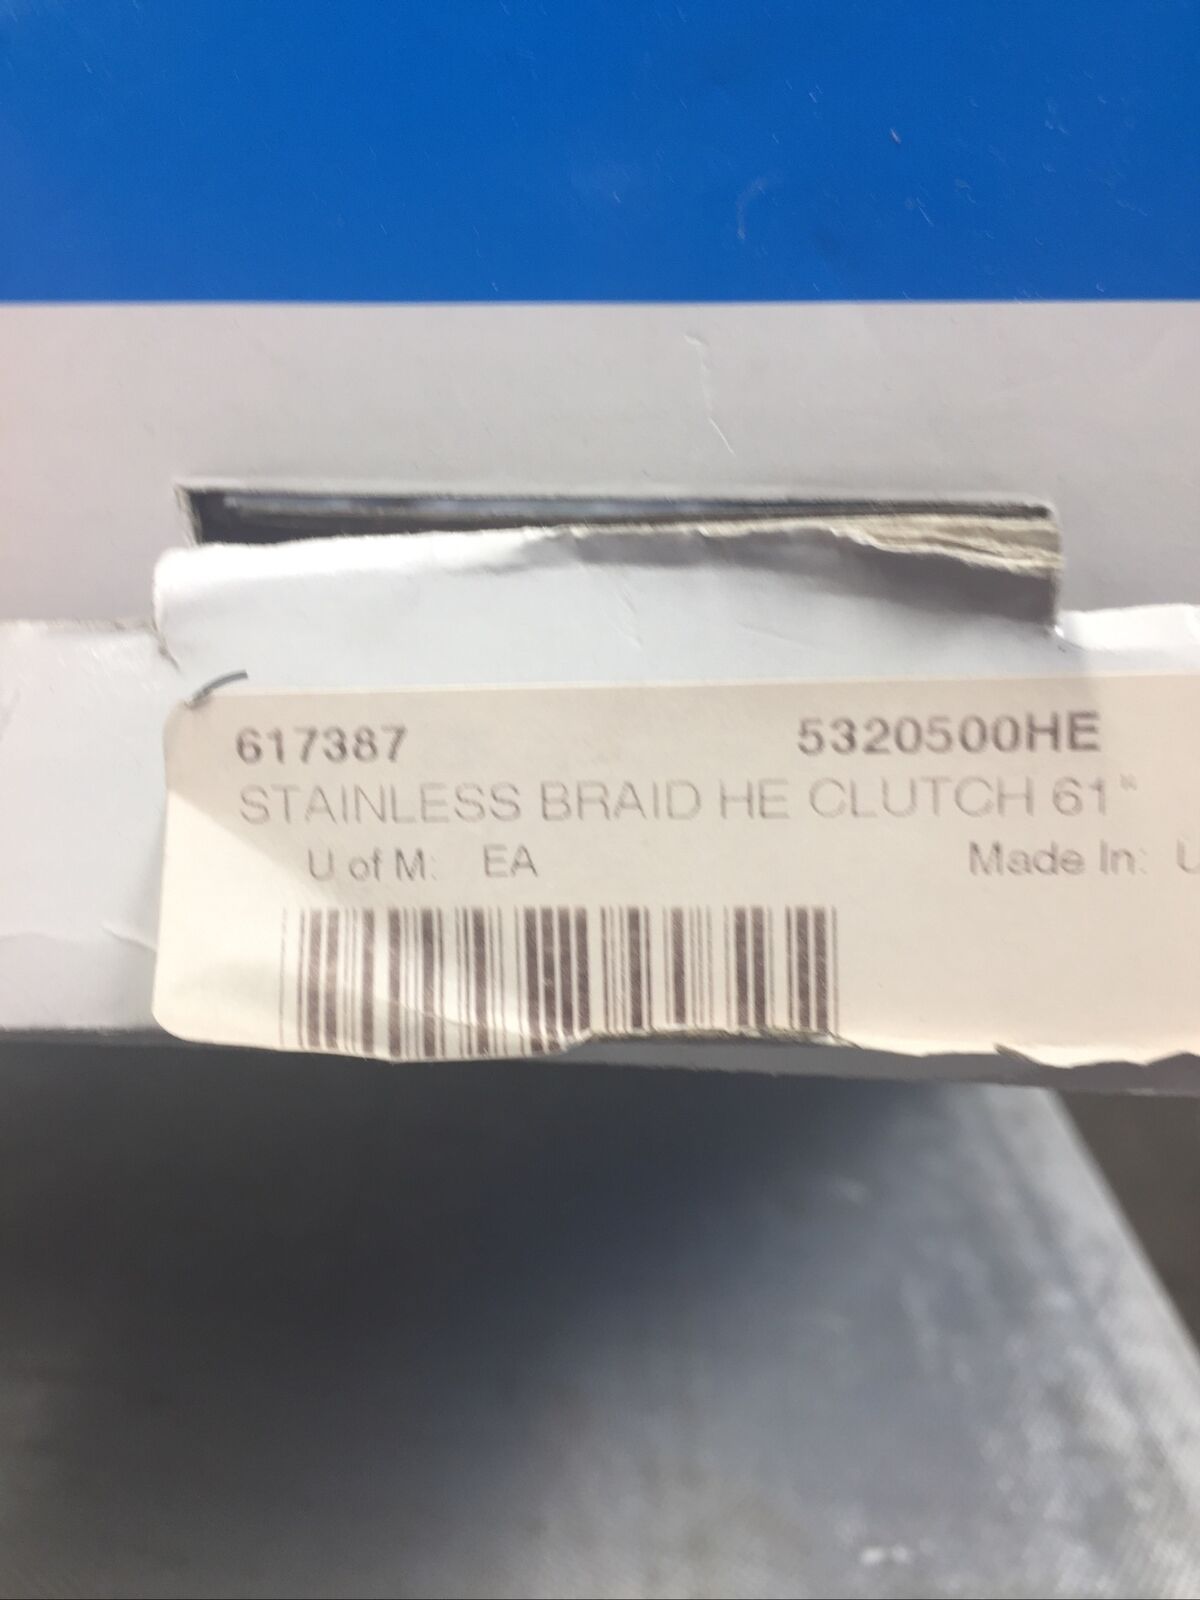 617387 5320500HE
STAINLESS BRAID HE CLUTCH 61"
U of M: EA Made In: